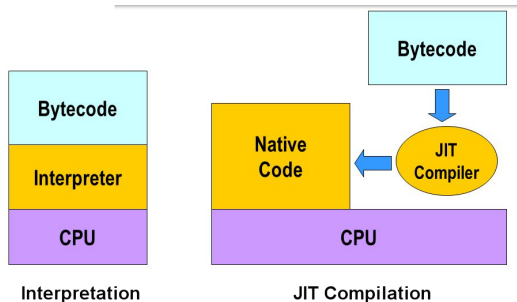 Bytecode
Interpreter
CPU
Interpretation
Bytecode
JIT
Compiler
Native
Code
CPU
JIT Compilation